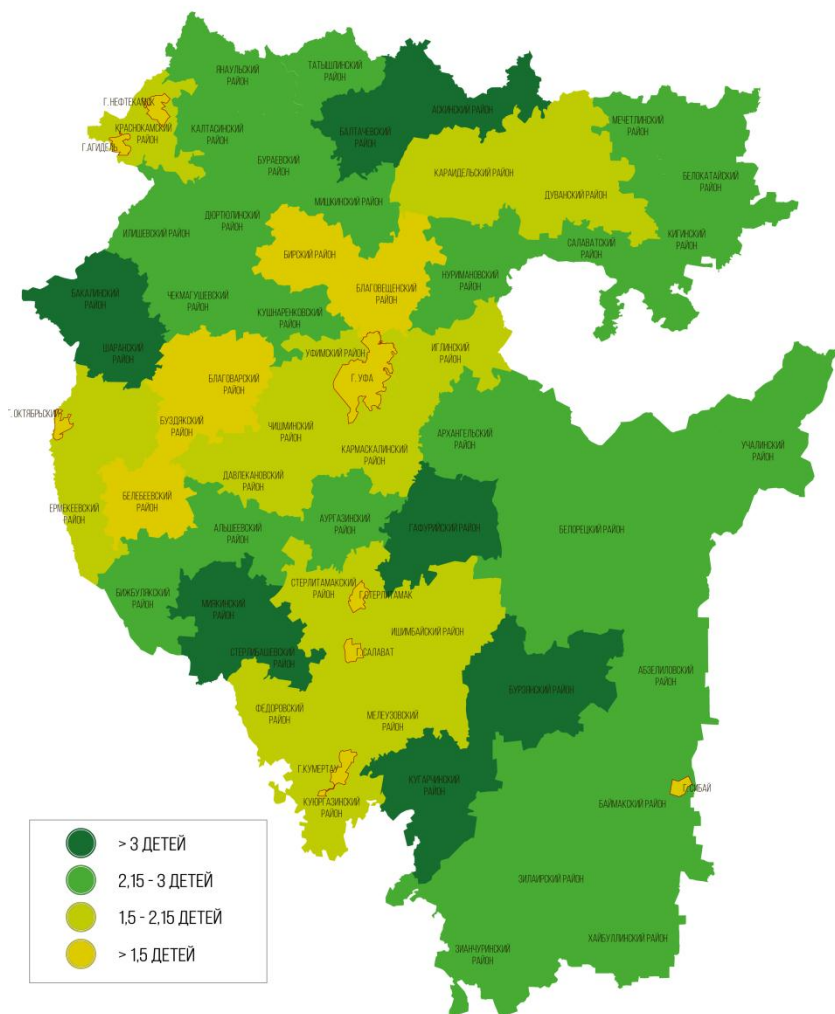 ЯНАУЛЬСКИЙ
РАЙОН
ТАТЫШЛИНСКИЙ
РАЙОН
АСКИНСКИЙ РАЙОН
Г. НЕФТЕКАМСК
КРАСНОКАМСКИЙ
РАЙОН
Г.АГИДЕЛЬ
КАЛТАСИНСКИЙ
РАЙОН
БАЛТАЧЕВСКИЙ
РАЙОН
МЕЧЕТЛИНСКИЙ
РАЙОН
БУРАЕВСКИЙ
РАЙОН
КАРАИДЕЛЬСКИЙ РАЙОН
БЕЛОКАТАЙСКИЙ
РАЙОН
ДУВАНСКИЙ РАЙОН
МИШКИНСКИЙ РАЙОН
ДЮРТЮЛИНСКИЙ
РАЙОН
ИЛИШЕВСКИЙ РАЙОН
КИГИНСКИЙ
РАЙОН
САЛАВАТСКИЙ
РАЙОН
БИРСКИЙ РАЙОН
НУРИМАНОВСКИЙ
РАЙОН
БЛАГОВЕЩЕНСКИЙ
РАЙОН
БАКАЛИНСКИЙ
РАЙОН
ЧЕКМАГУШЕВСКИЙ
РАЙОН
КУШНАРЕНКОВСКИЙ
РАЙОН
ШАРАНСКИЙ
РАЙОН
УФИМСКИЙ РАЙОН
ИГЛИНСКИЙ
РАЙОН
БЛАГОВАРСКИЙ
РАЙОН
Г. УФА
Г. ОКТЯБРЬСКИЙ
БУЗДЯКСКИЙ
РАЙОН
ЧИШМИНСКИЙ
РАЙОН
АРХАНГЕЛЬСКИЙ
РАЙОН
УЧАЛИНСКИЙ
РАЙОН
КАРМАСКАЛИНСКИЙ
РАЙОН
БЕЛЕБЕЕВСКИЙ
РАЙОН
ДАВЛЕКАНОВСКИЙ
РАЙОН
ЕРМЕКЕЕВСКИЙ
РАЙОН
АУРГАЗИНСКИЙ
РАЙОН
ГАФУРИЙСКИЙ РАЙОН
БЕЛОРЕЦКИЙ РАЙОН
АЛЬШЕЕВСКИЙ
РАЙОН
СТЕРЛИТАМАКСКИЙ
РАЙОН
Г.СТЕРЛИТАМАК
БИЖБУЛЯКСКИЙ
РАЙОН
МИЯКИНСКИЙ
РАЙОН
ИШИМБАЙСКИЙ РАЙОН
СТЕРЛИБАШЕВСКИЙ
РАЙОН
Г.САЛАВАТ
АБЗЕЛИЛОВСКИЙ
РАЙОН
БУРЗЯНСКИЙ РАЙОН
ФЕДОРОВСКИЙ
РАЙОН
МЕЛЕУЗОВСКИЙ
РАЙОН
Г.КУМЕРТАУ
КУГАРЧИНСКИЙ
РАЙОН
Г. СИБАЙ
КУЮРГАЗИНСКИЙ
РАЙОН
БАЙМАКСКИЙ РАЙОН
ЗИЛАИРСКИЙ РАЙОН
ХАЙБУЛЛИНСКИЙ РАЙОН
ЗИАНЧУРИНСКИЙ
РАЙОН
> 3 ДЕТЕЙ
2,15 - 3 ДЕТЕЙ
1,5 - 2,15 ДЕТЕЙ
> 1,5 ДЕТЕЙ